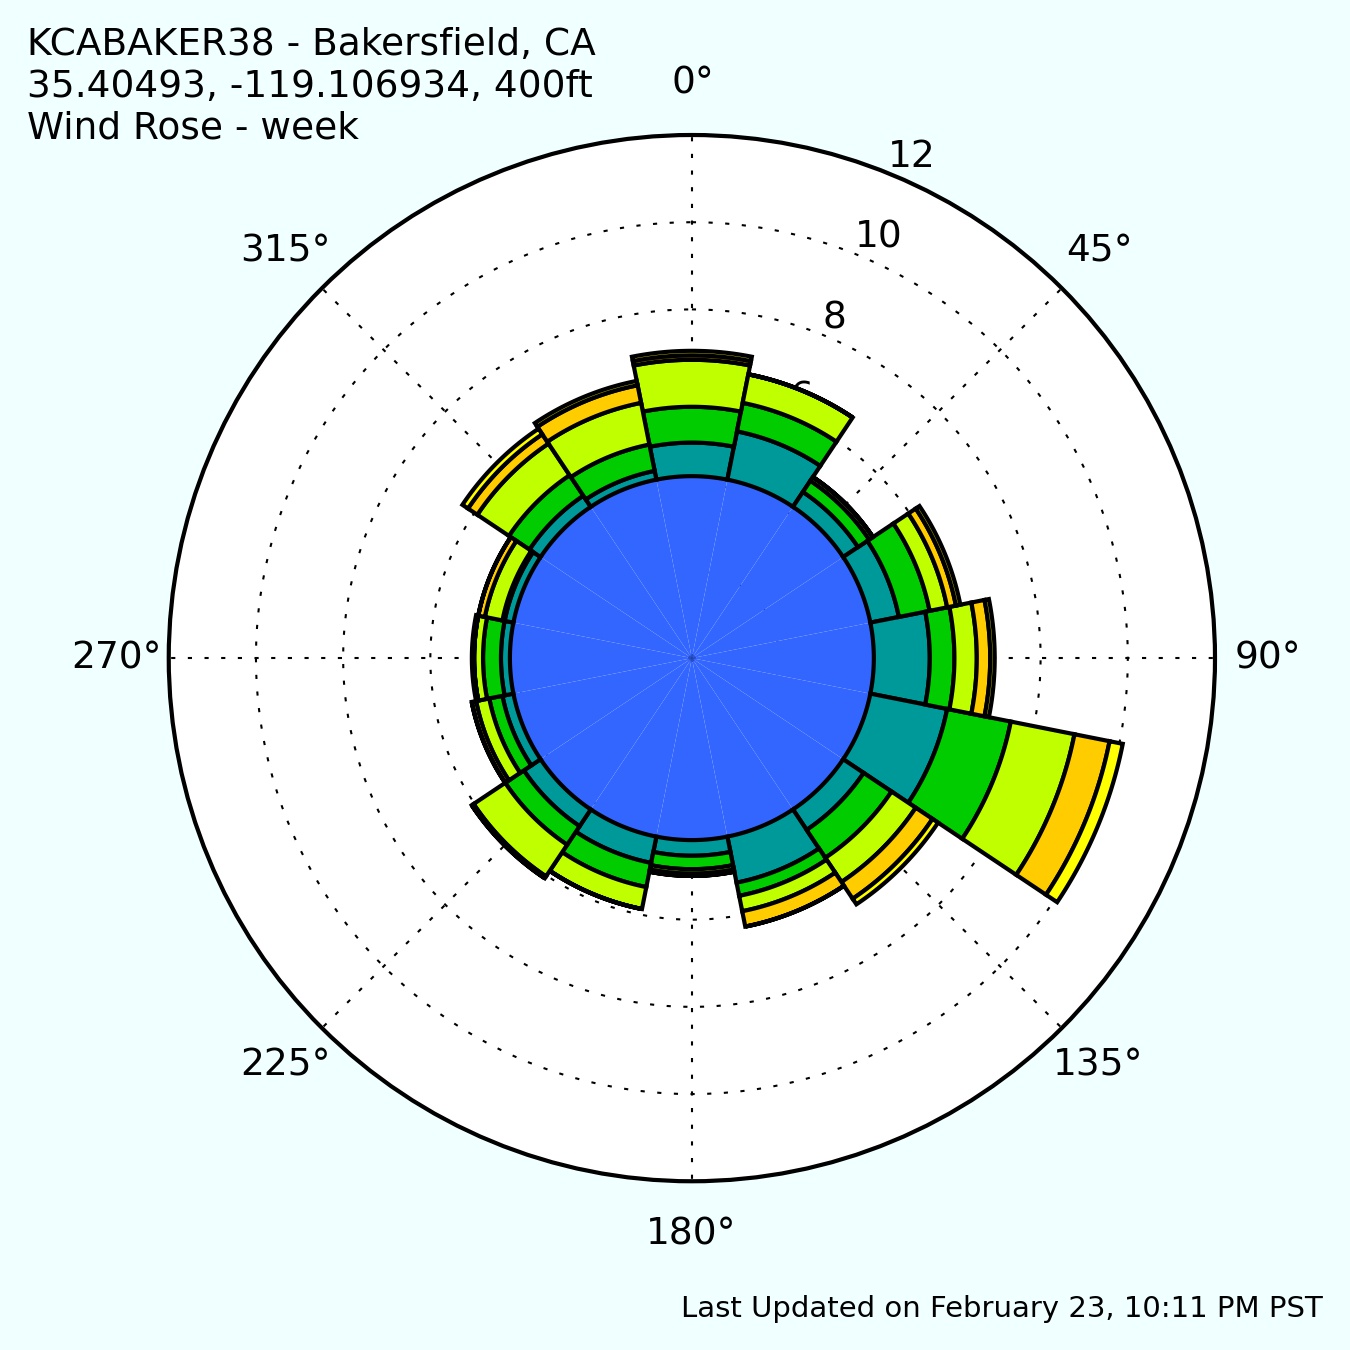 KCABAKER38 - Bakersfield, CA
35.40493, -119.106934, 400ft
Wind Rose - week
0°
12
10
8
45°
90°
135°
180°
225°
270°
315°
Last Updated on February 23, 10:11 PM PST